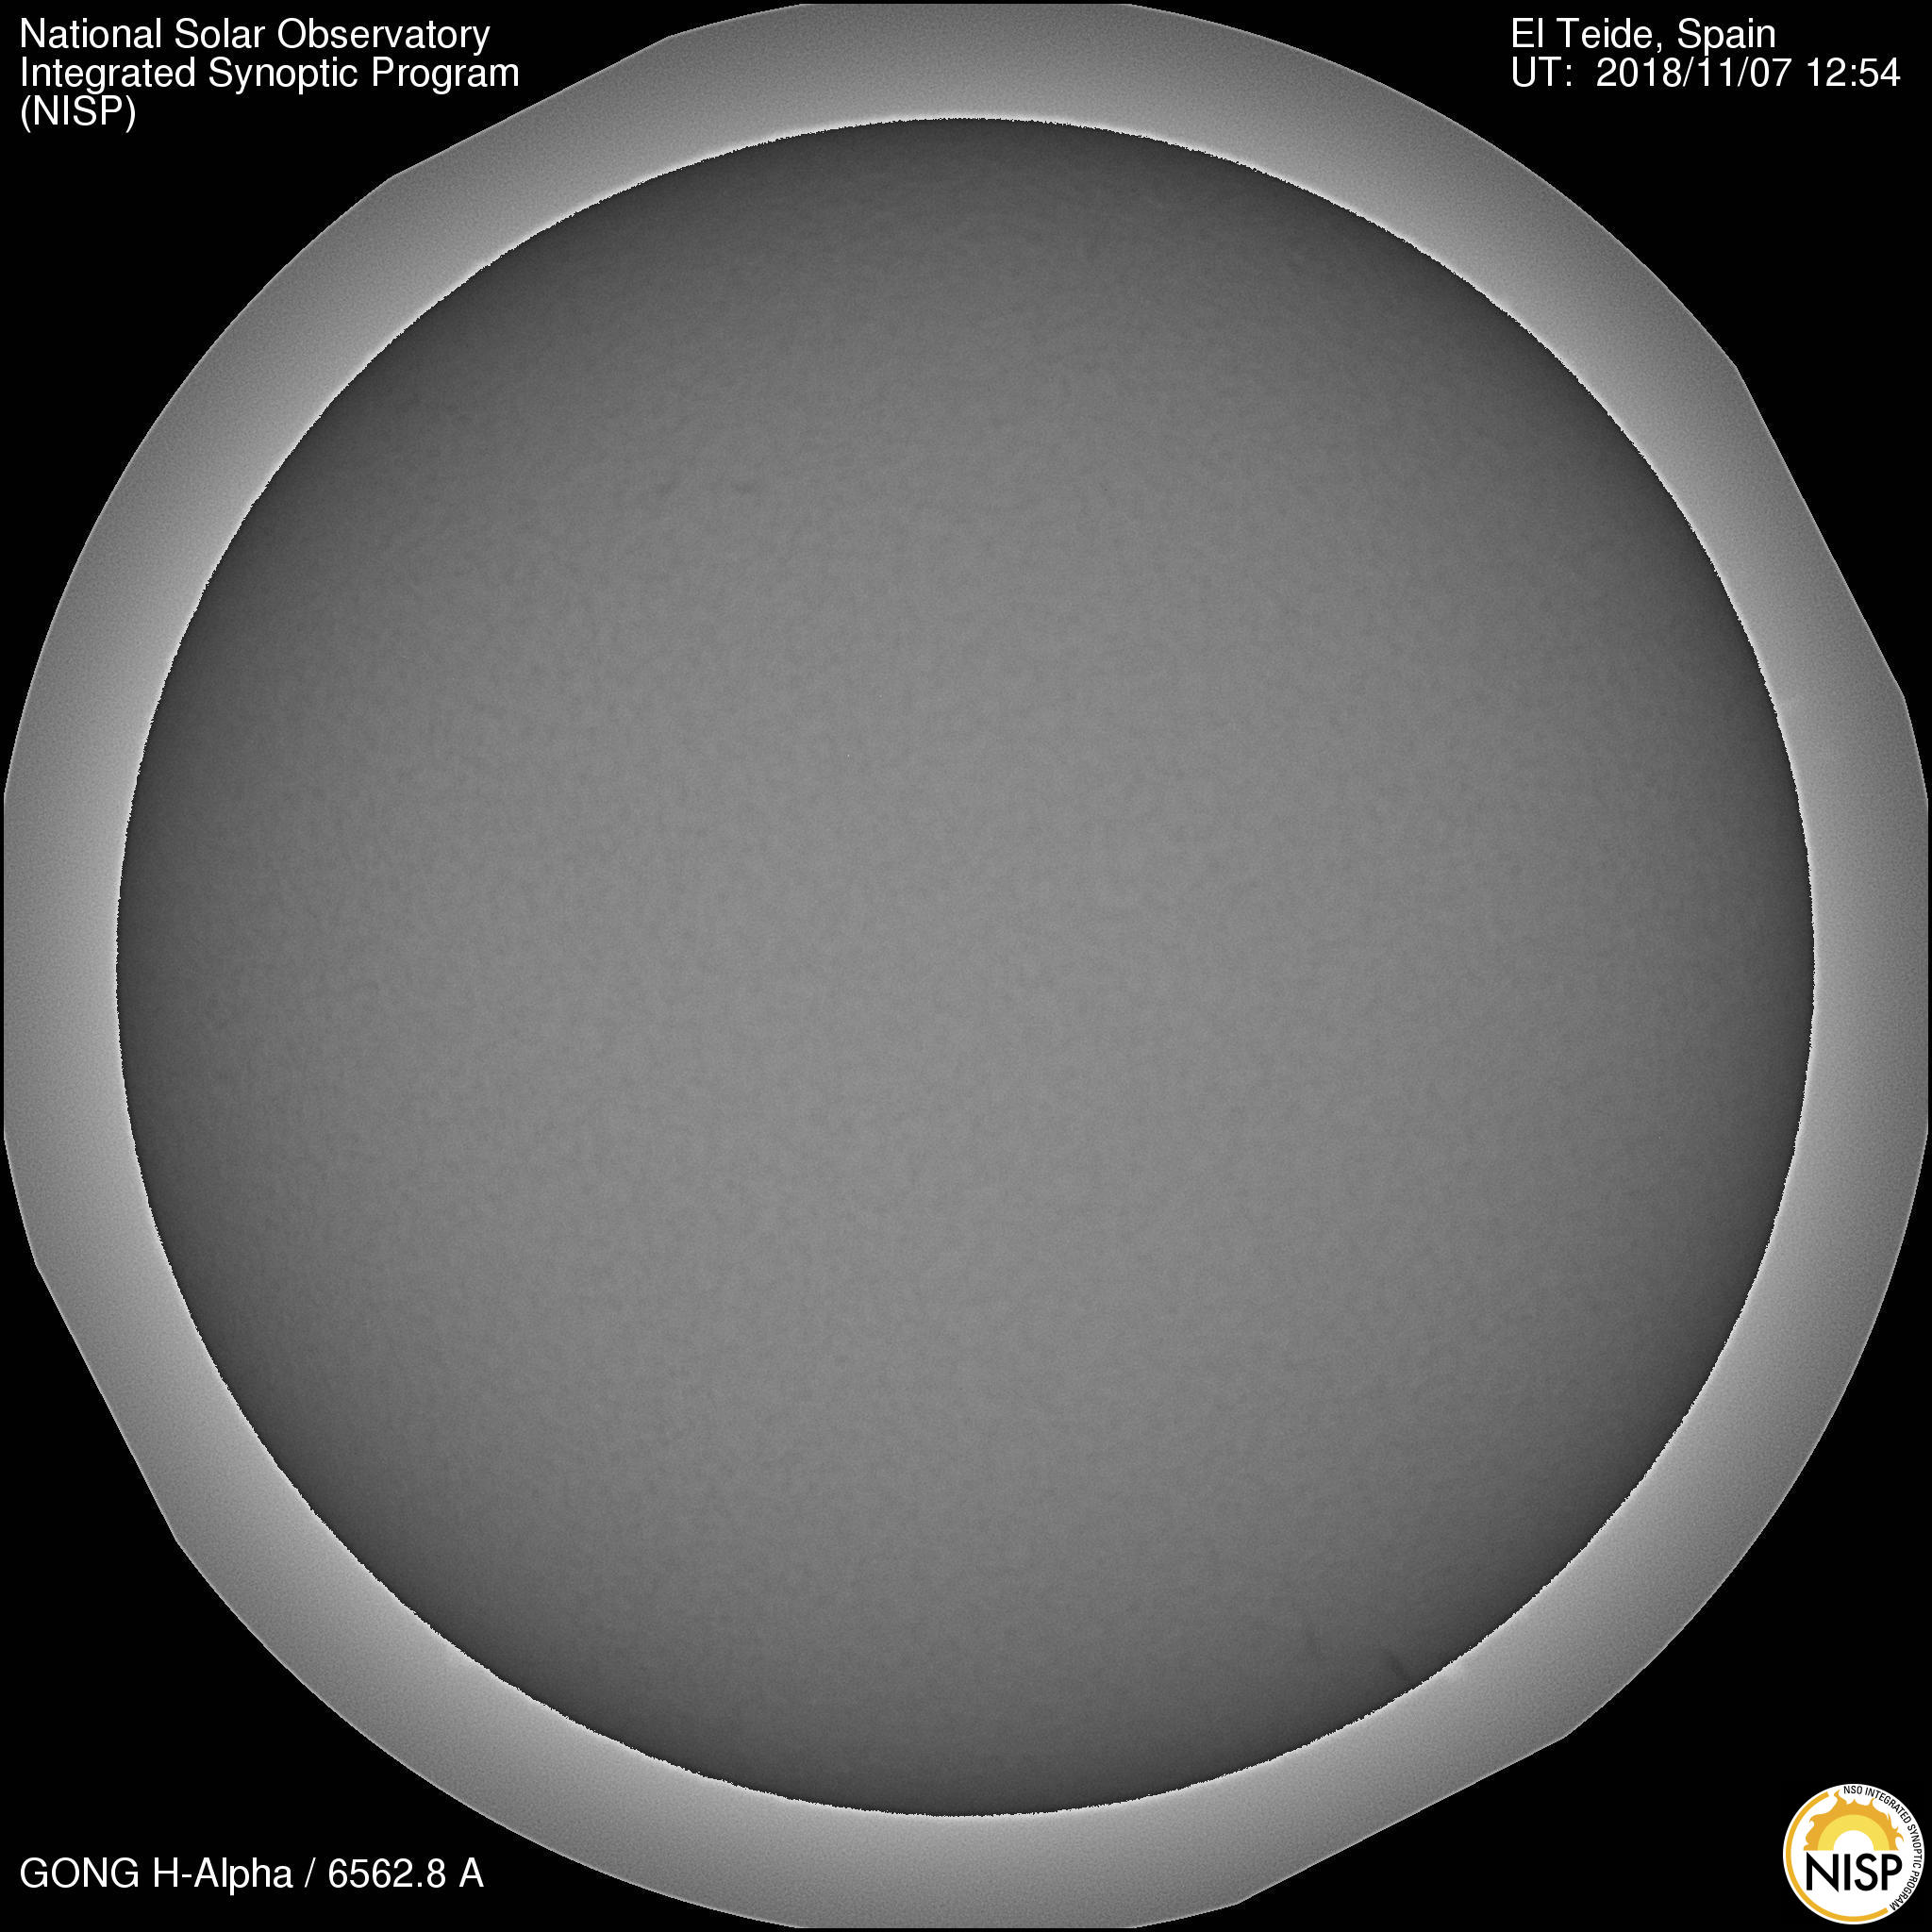 National Solar Observatory
Integrated Synoptic Program
(NISP)
El Teide, Spain
UT: 2018/11/07 12:54
GONG H-Alpha / 6562.8 A
NSO INTEGRATED SYNOPTIC PROGRAM
NISP